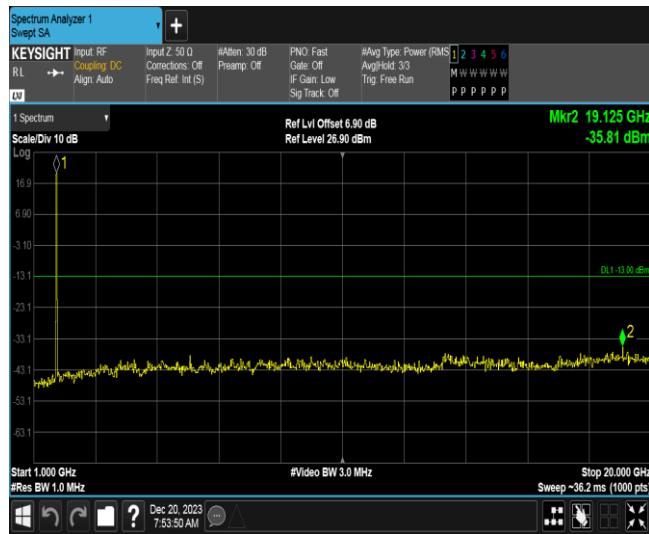 Spectrum Analyzer 1
Swept SA
KEYSIGHT
RL
LXI
Input: RF
Coupling: DC
Align: Auto
Input Z: 50 Ω
Corrections: Off
Freq Ref: Int (S)
#Atten: 30 dB
Preamp: Off
PNO: Fast
Gate: Off
IF Gain: Low
Sig Track: Off
#Avg Type: Power (RMS
Avg|Hold: 3/3
Trig: Free Run
1 2 3 4 5 6
M W W W W W
P P P P P P
1 Spectrum
Scale/Div 10 dB
Ref Lvl Offset 6.90 dB
Ref Level 26.90 dBm
Mkr2 19.125 GHz
-35.81 dBm
Log
1
16.9
6.90
-3.10
-13.1
DL1 -13.00 dBm
-23.1
-33.1
2
-43.1
-53.1
-63.1
Start 1.000 GHz
#Video BW 3.0 MHz
Stop 20.000 GHz
#Res BW 1.0 MHz
Sweep ~36.2 ms (1000 pts)
?
Dec 20, 2023
7:53:50 AM